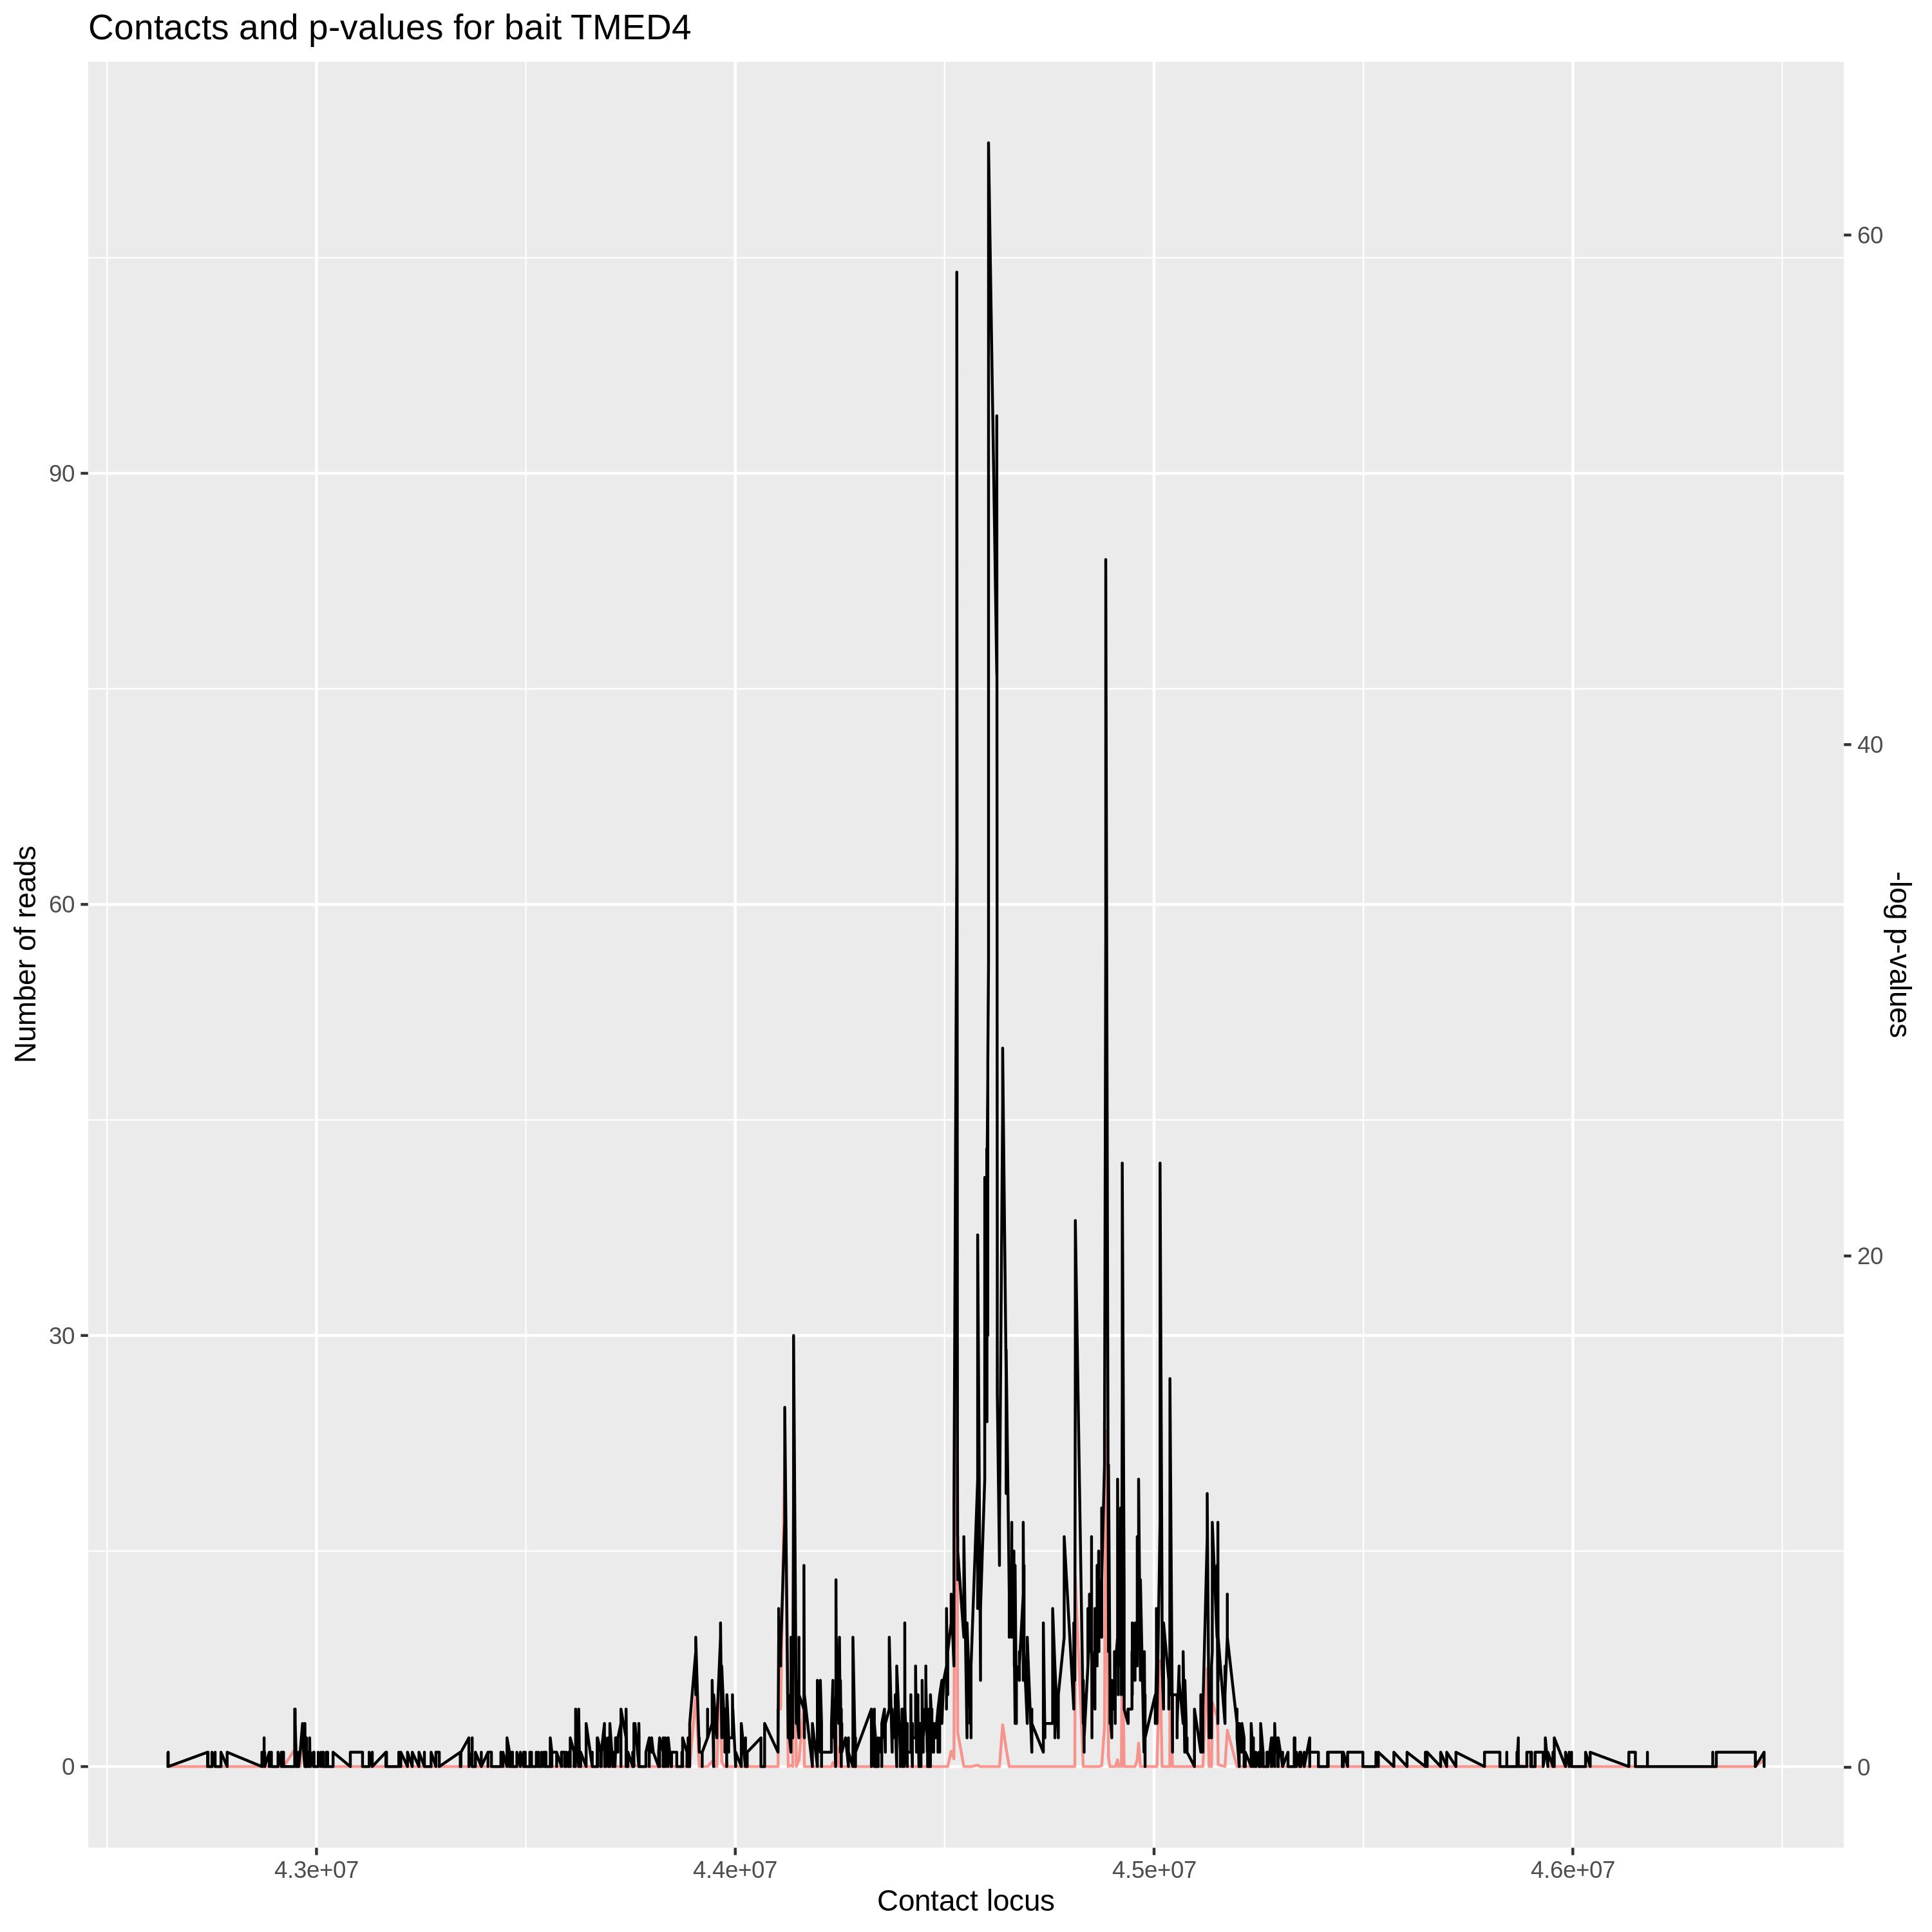 Contacts and p-values for bait TMED4
Number of reads
90
60
30
0
60
40
20
0
-log p-values
4.3e+07
4.4e+07
4.5e+07
4.6e+07
Contact locus